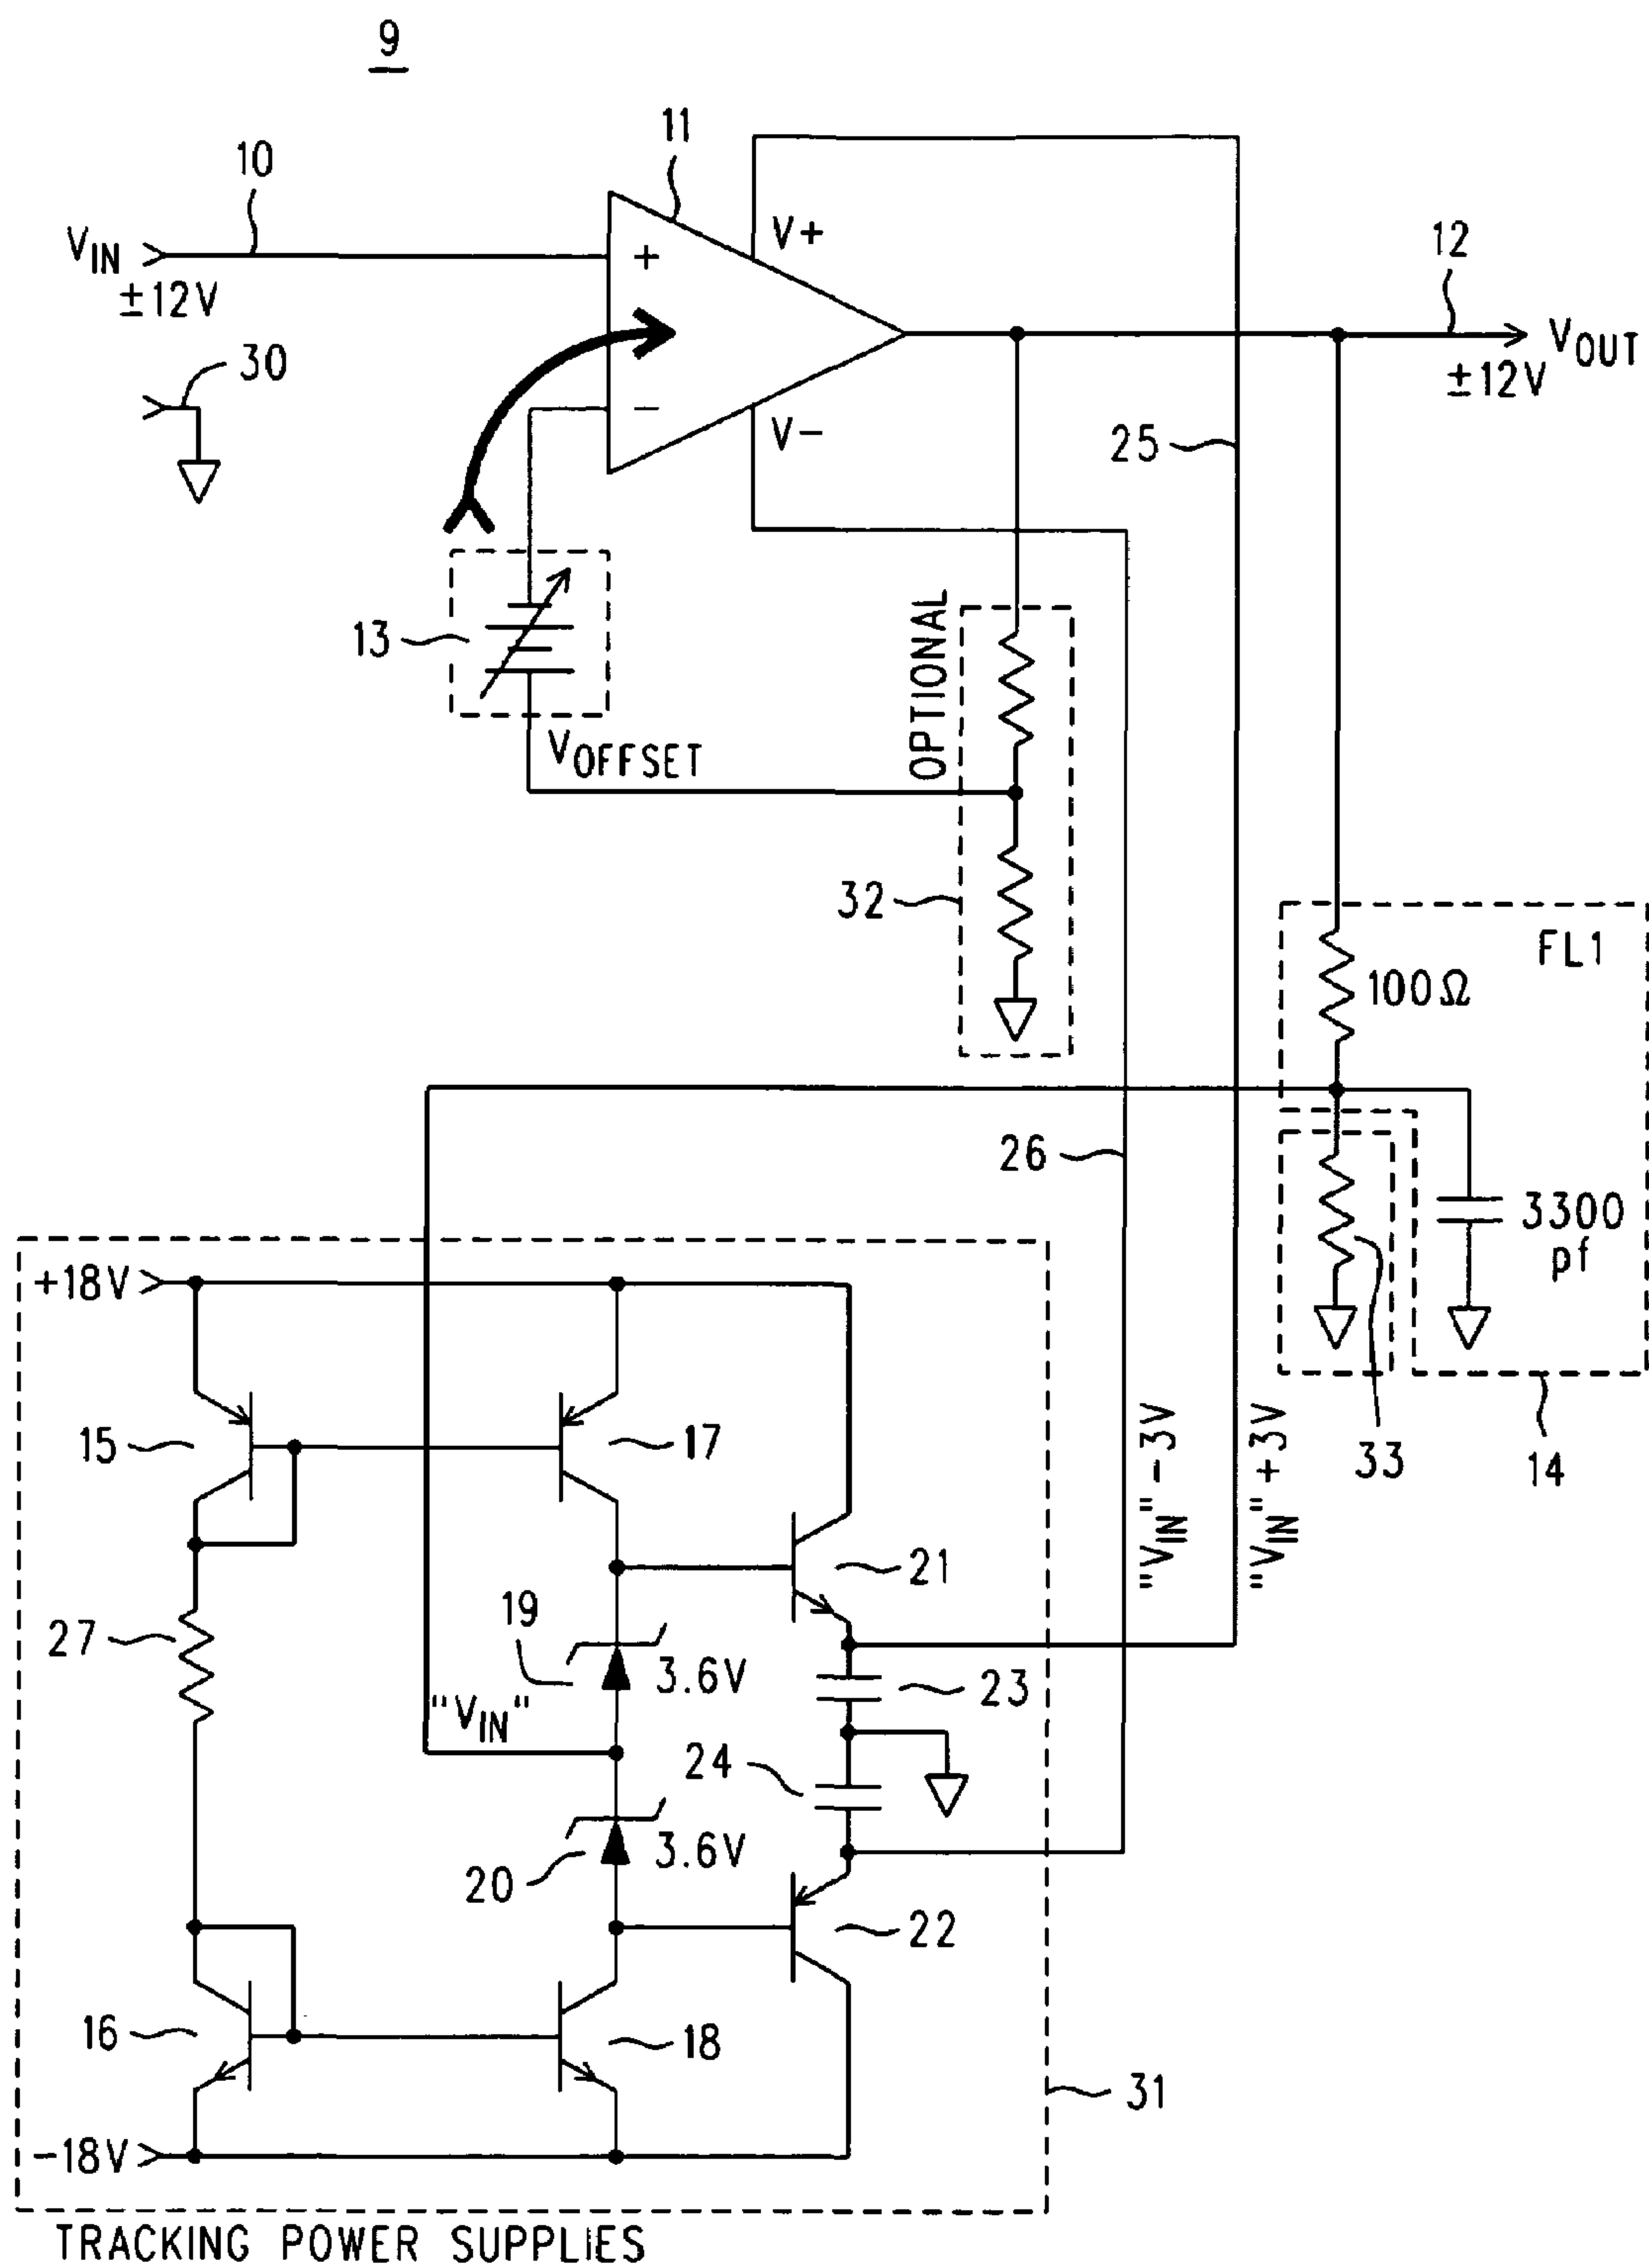 9
11
10
V+
12
VIN
+
±12V
VOUT
30
±12V
−
V−
25
OPTIONAL
13
VOFFSET
32
FL1
100Ω
26
3300
pf
+18V
15
17
"VIN"−3V
"VIN"+3V
33
14
21
19
27
3.6V
23
"VIN"
24
3.6V
20
22
16
18
31
−18V
TRACKING POWER SUPPLIES